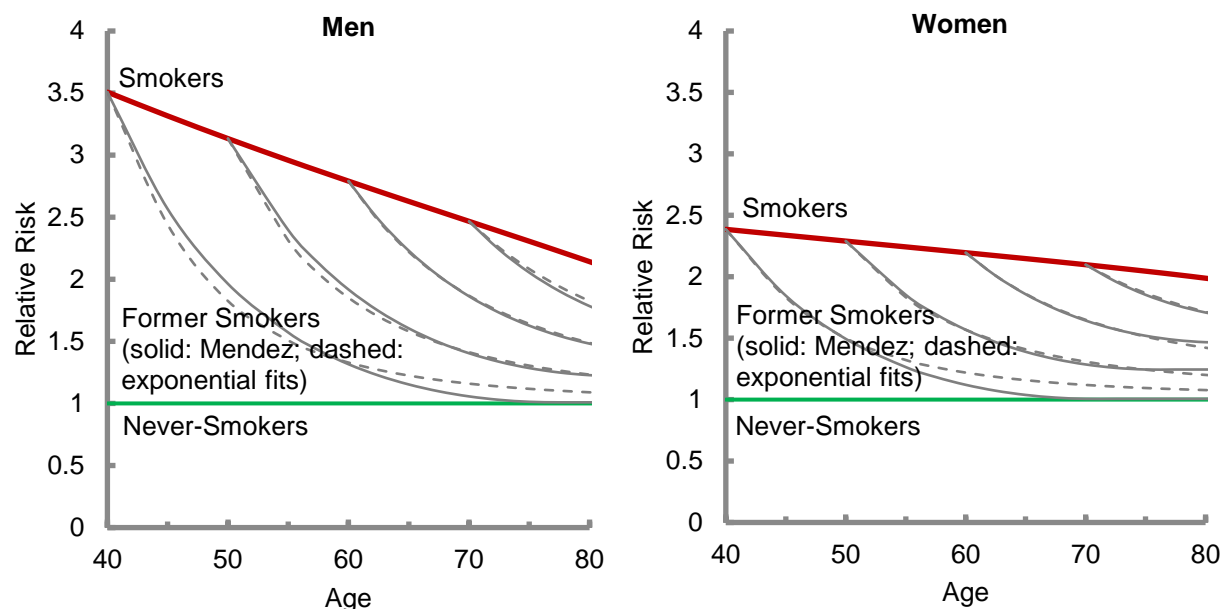 Men
4
3.5
3
2.5
2
1.5
1
0.5
0
Relative Risk
Smokers
Former Smokers
(solid: Mendez; dashed:
exponential fits)
Never-Smokers
40 50 60 70 80
Age
Women
4
3.5
3
2.5
2
1.5
1
0.5
0
Relative Risk
Smokers
Former Smokers
(solid: Mendez; dashed:
exponential fits)
Never-Smokers
40 50 60 70 80
Age